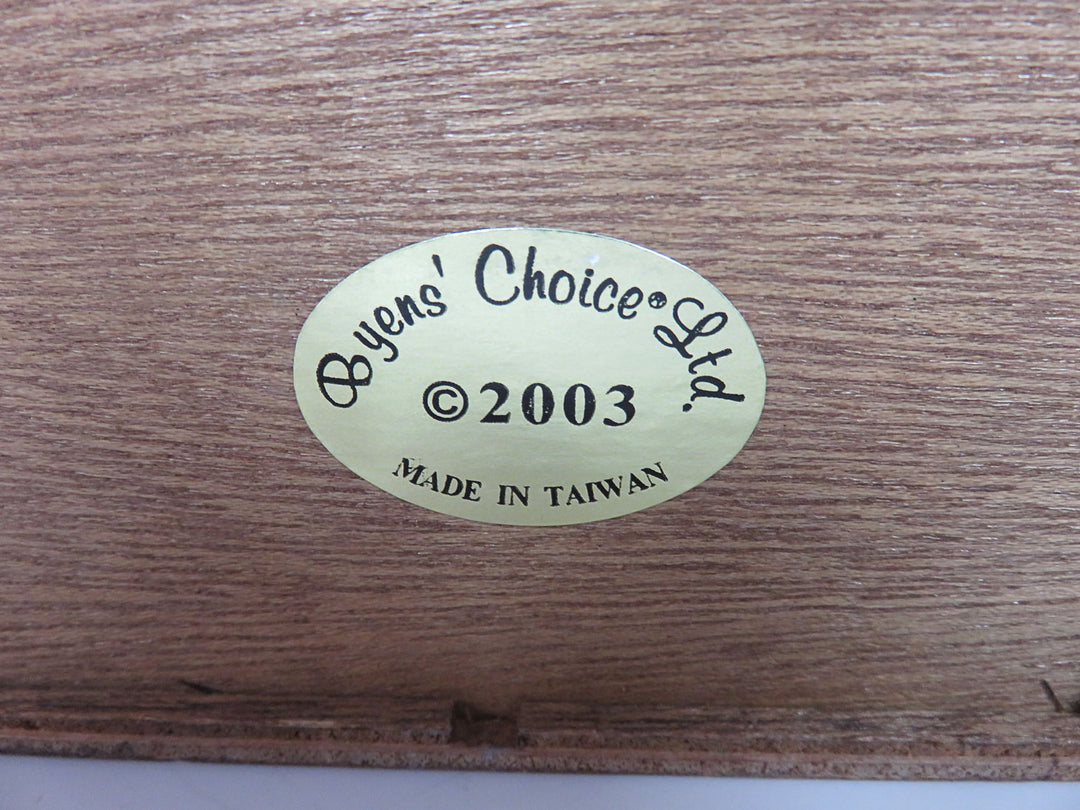 Byers' Choice® Ltd.
©2003
MADE IN TAIWAN